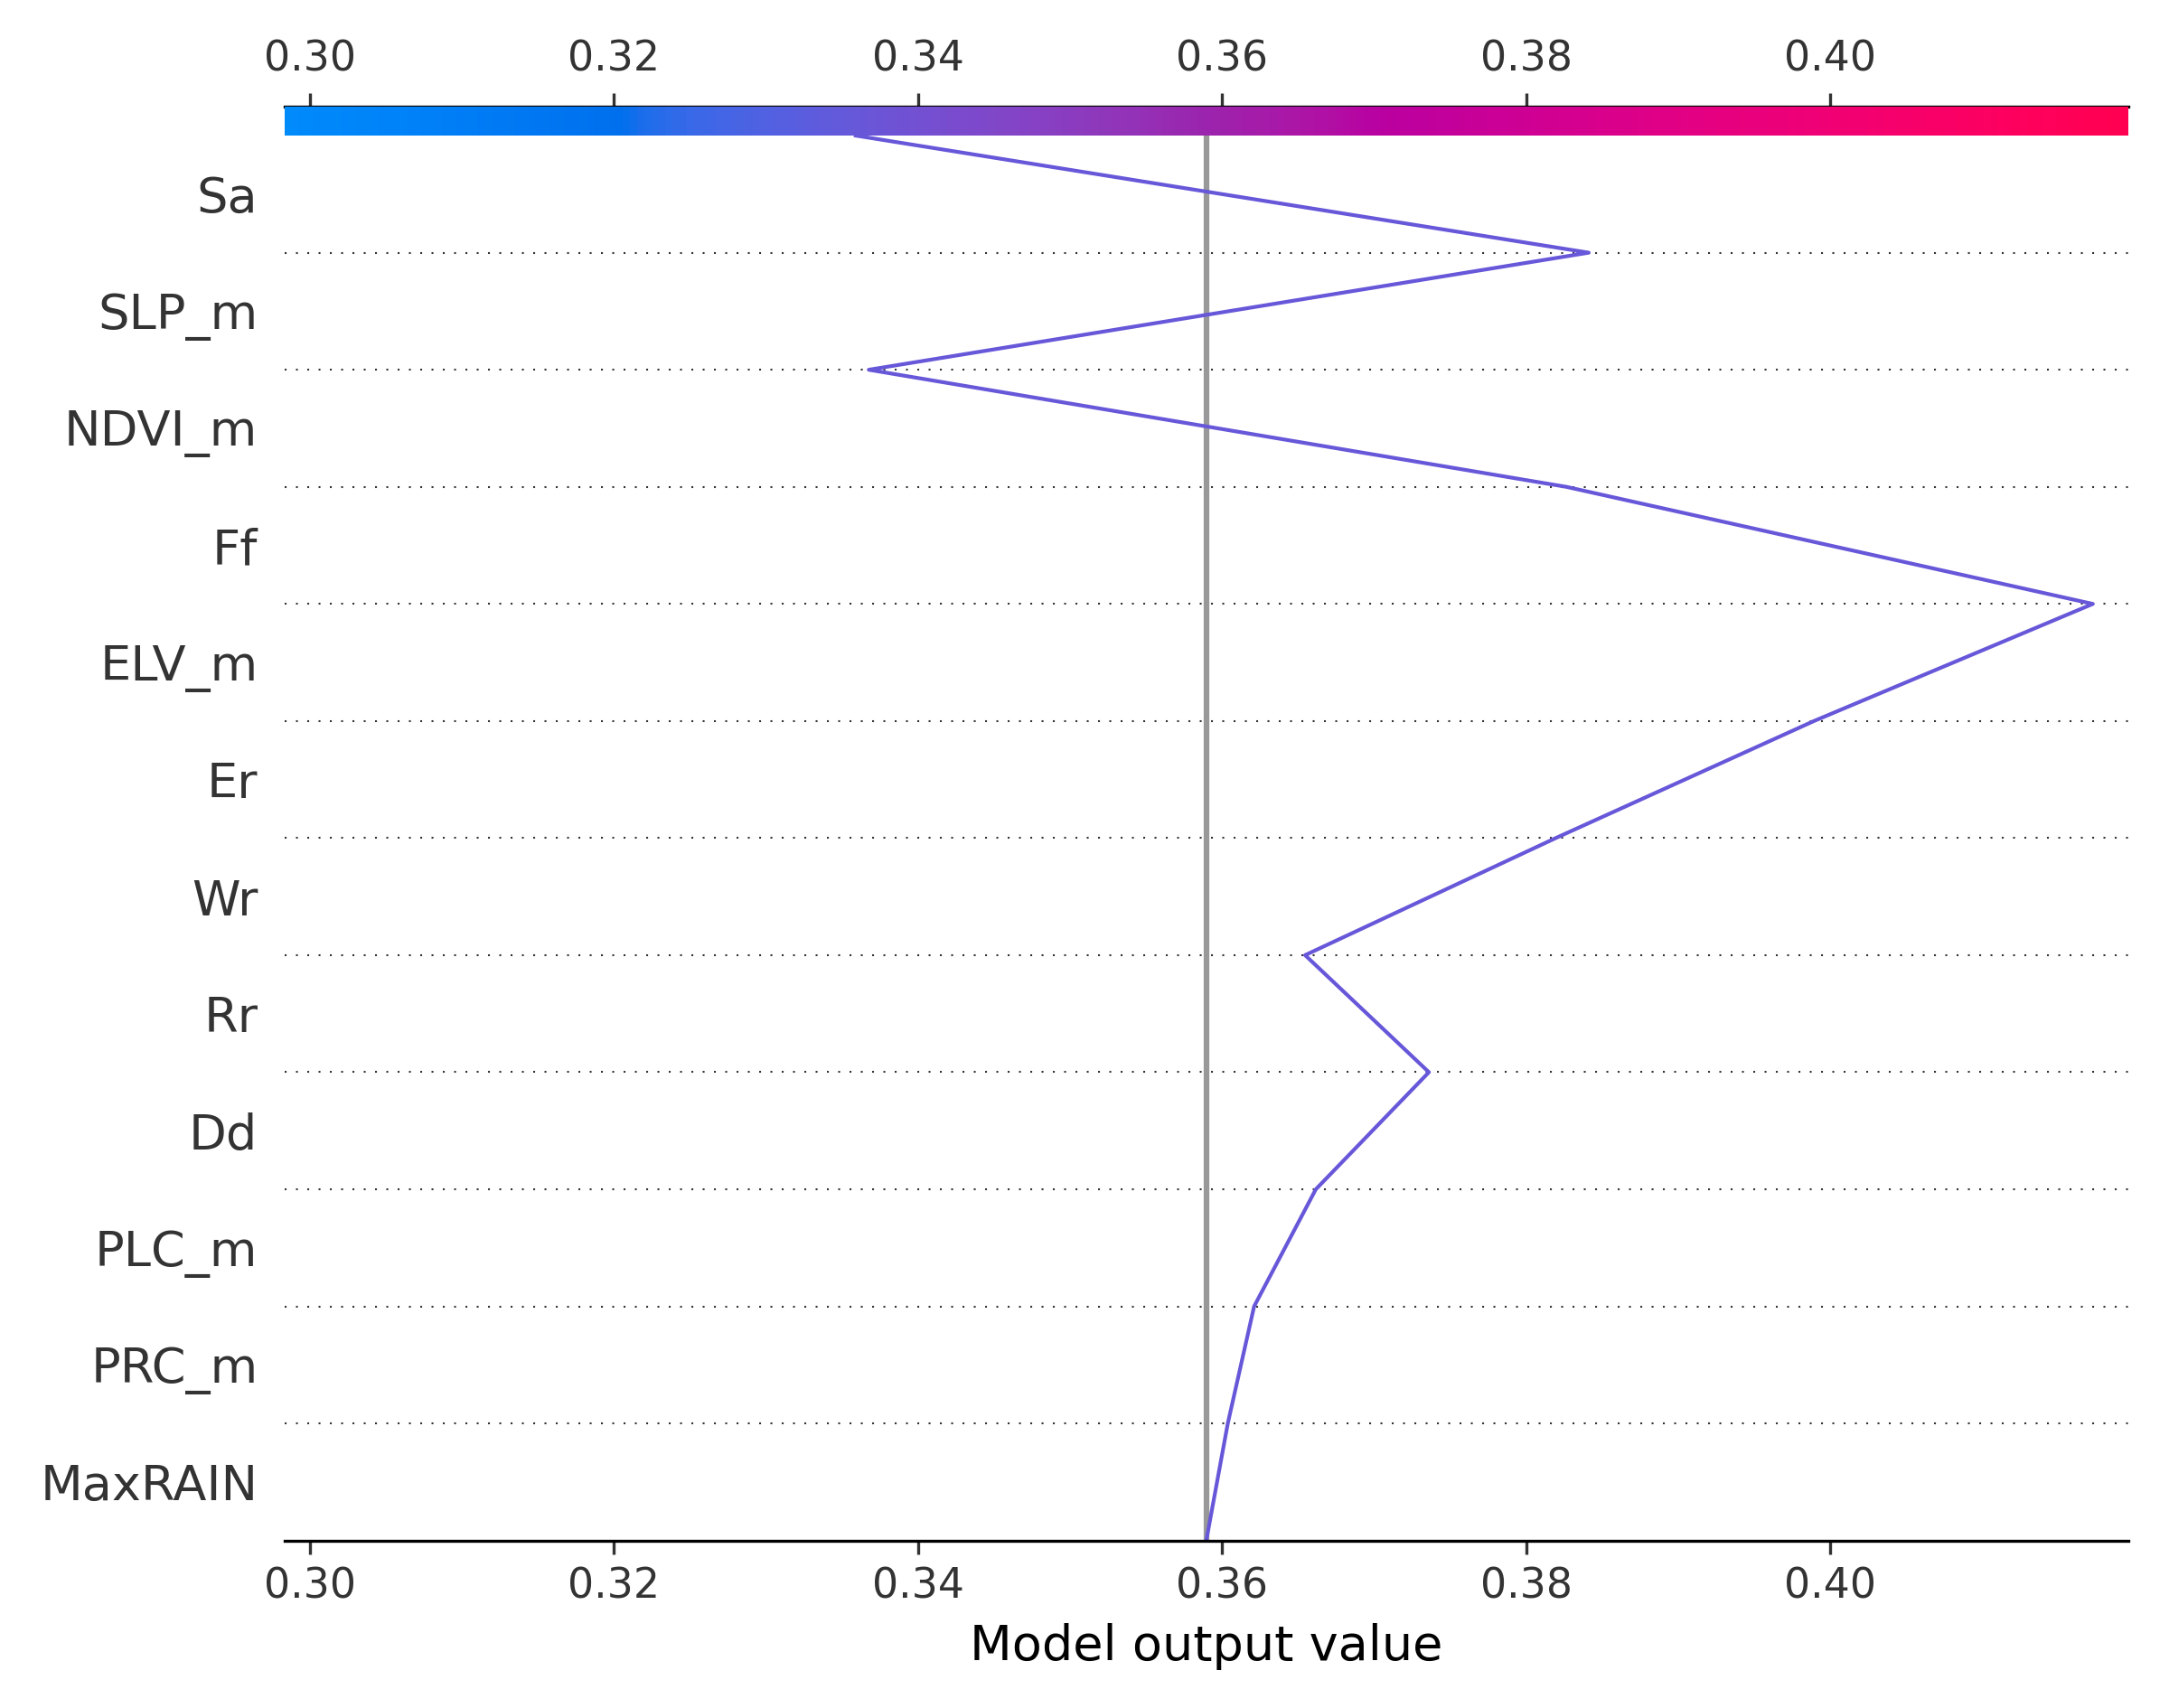 0.30 0.32 0.34 0.36 0.38 0.40
Sa
SLP_m
NDVI_m
Ff
ELV_m
Er
Wr
Rr
Dd
PLC_m
PRC_m
MaxRAIN
0.30 0.32 0.34 0.36 0.38 0.40
Model output value